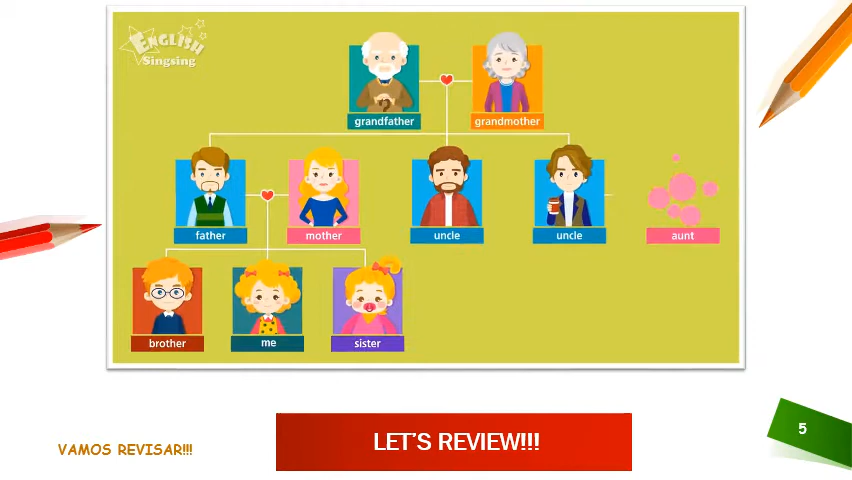 ENGLISH
Singsing
grandfather
grandmother
father
mother
uncle
uncle
aunt
brother
me
sister
VAMOS REVISAR!!!
LET'S REVIEW!!!
5